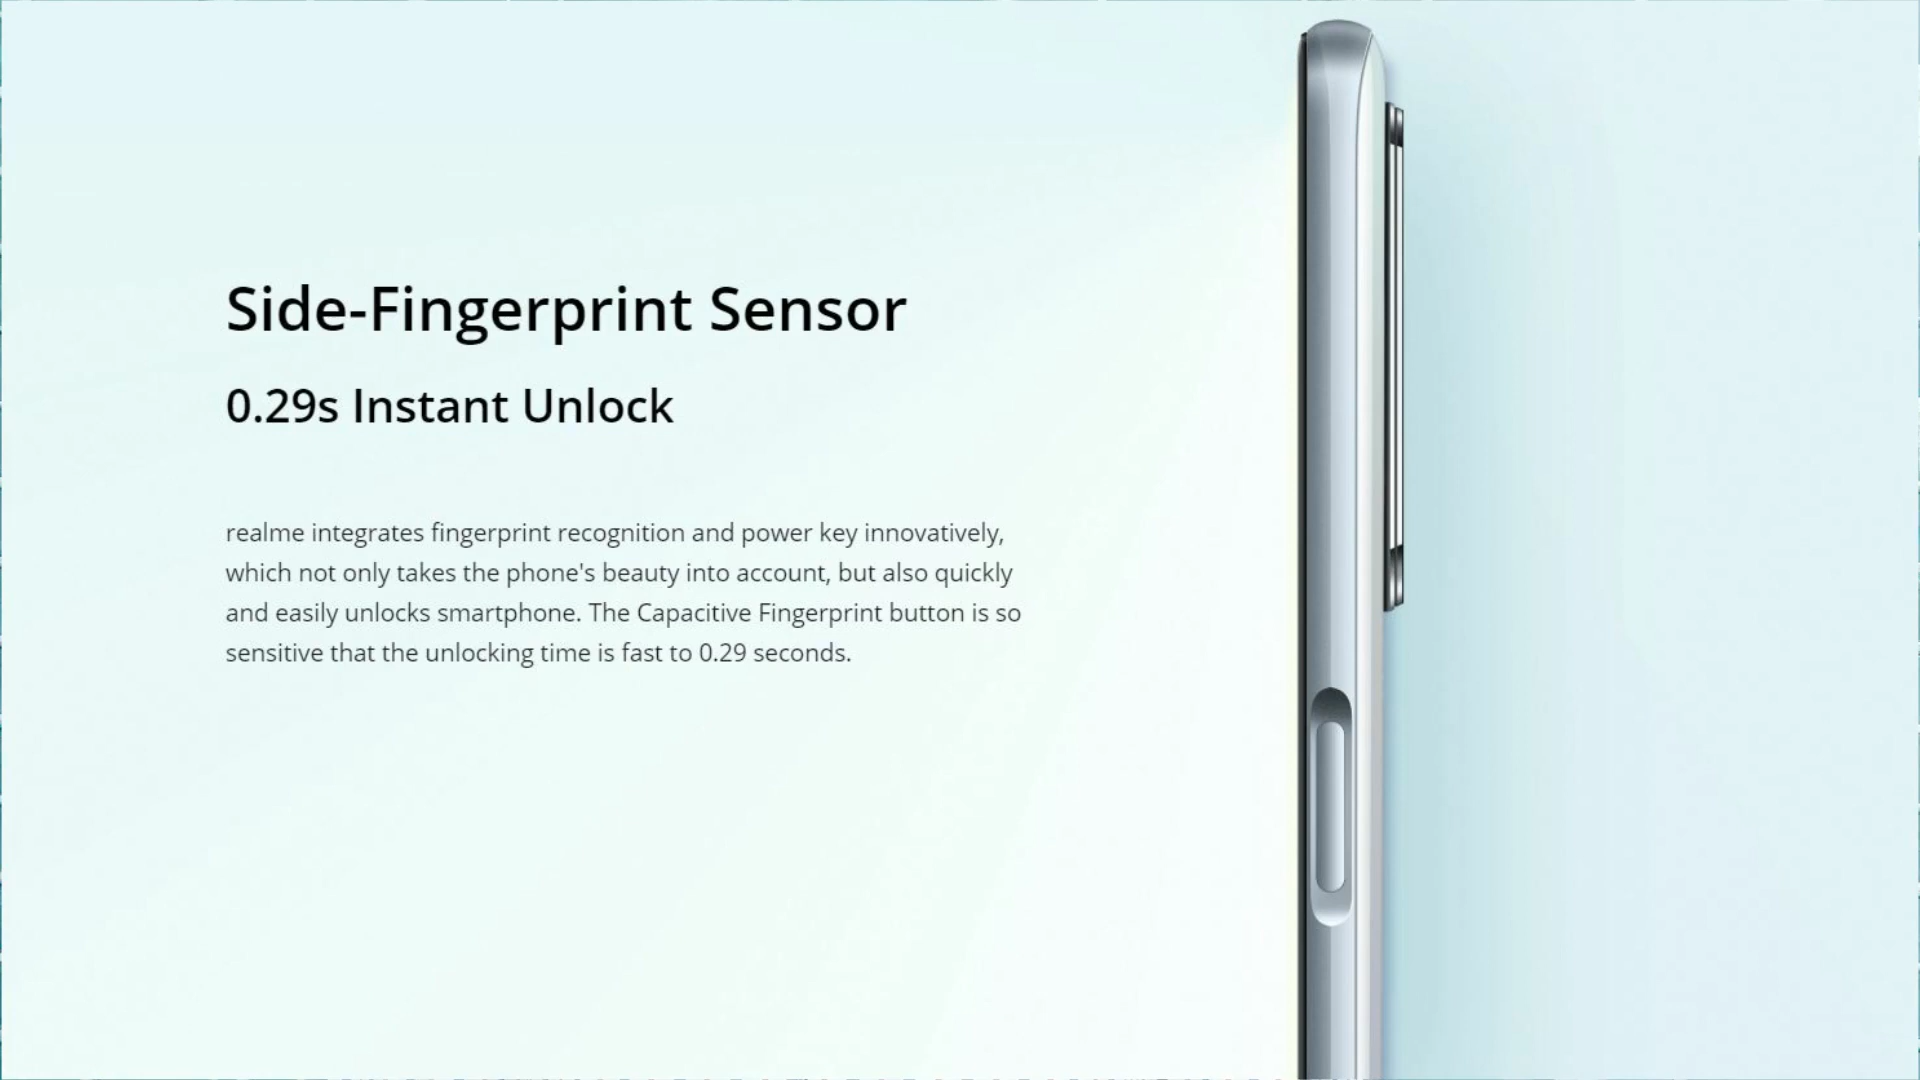 Side-Fingerprint Sensor
0.29s Instant Unlock
realme integrates fingerprint recognition and power key innovatively,
which not only takes the phone's beauty into account, but also quickly
and easily unlocks smartphone. The Capacitive Fingerprint button is so
sensitive that the unlocking time is fast to 0.29 seconds.